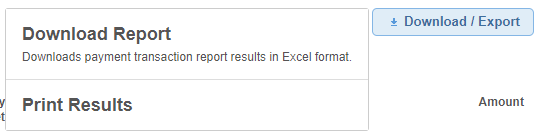 Download Report
Downloads payment transaction report results in Excel format.
Download / Export
Print Results
Amount